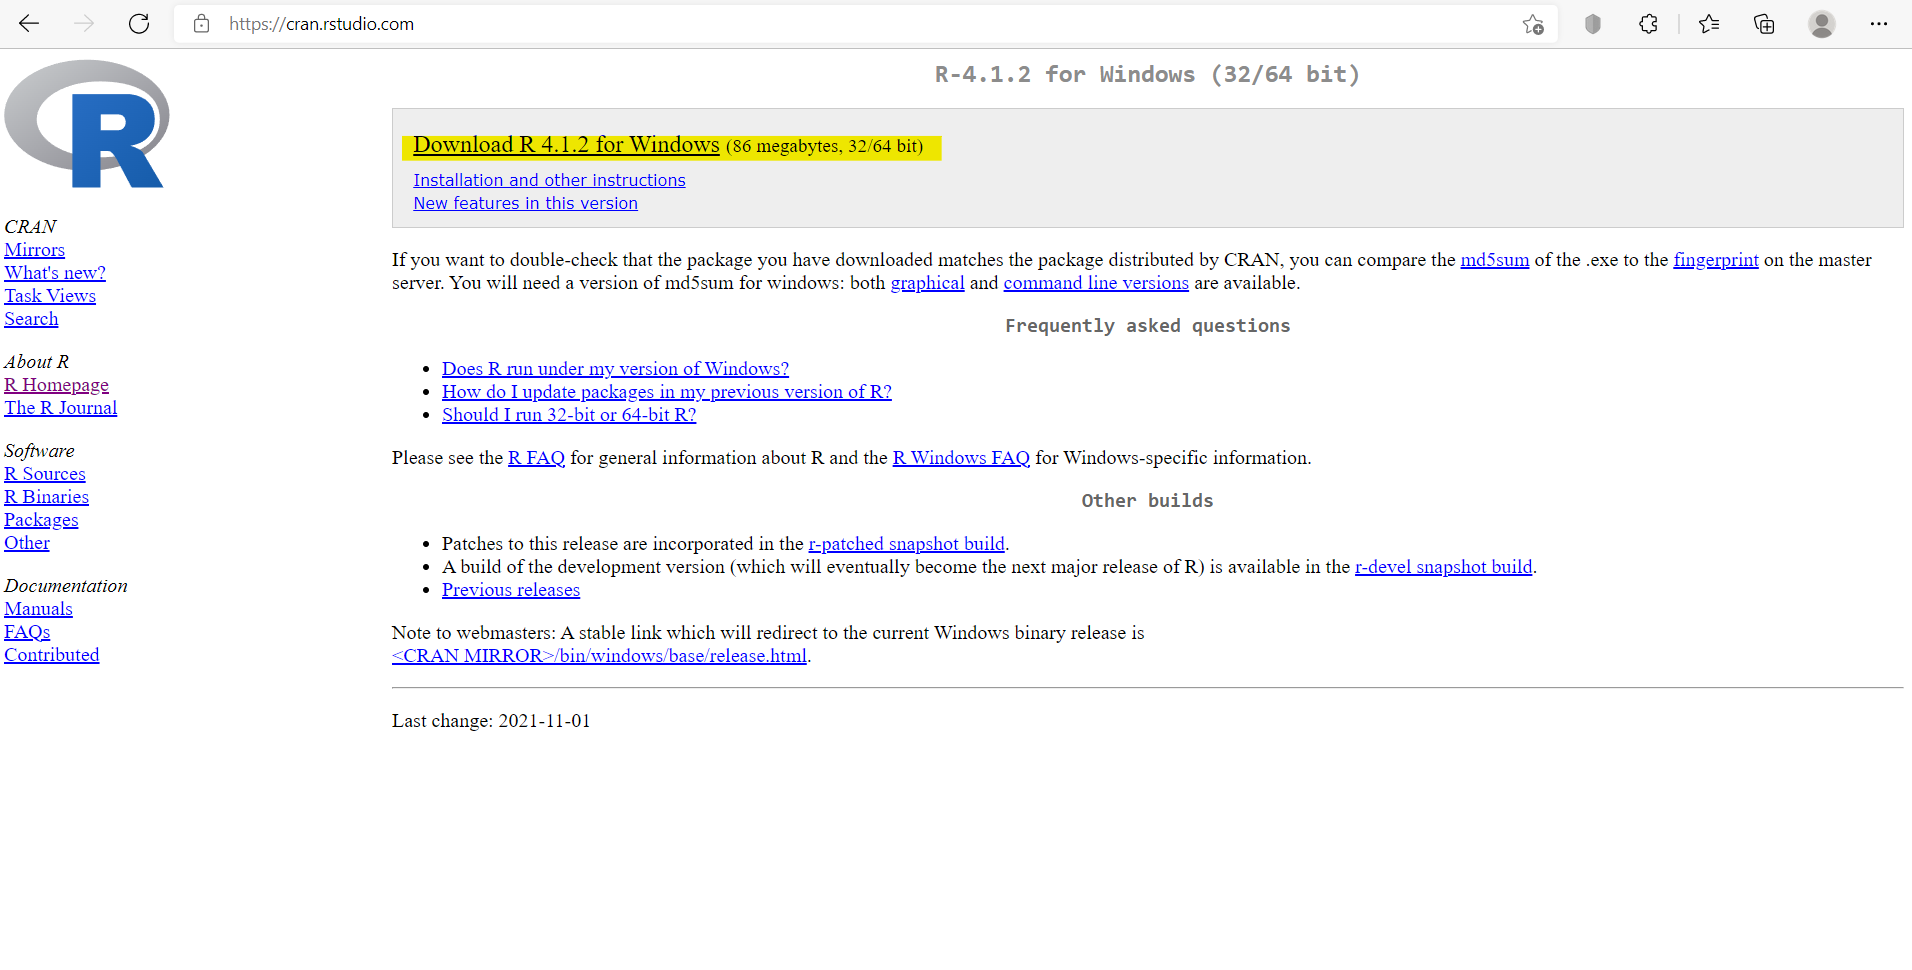 https://cran.rstudio.com
R
CRAN
Mirrors
What's new?
Task Views
Search
About R
R Homepage
The R Journal
Software
R Sources
R Binaries
Packages
Other
Documentation
Manuals
FAQs
Contributed
R-4.1.2 for Windows (32/64 bit)
Download R 4.1.2 for Windows (86 megabytes, 32/64 bit)
Installation and other instructions
New features in this version
If you want to double-check that the package you have downloaded matches the package distributed by CRAN, you can compare the md5sum of the .exe to the fingerprint on the master
server. You will need a version of md5sum for windows: both graphical and command line versions are available.
Frequently asked questions
• Does R run under my version of Windows?
• How do I update packages in my previous version of R?
• Should I run 32-bit or 64-bit R?
Please see the R FAQ for general information about R and the R Windows FAQ for Windows-specific information.
Other builds
• Patches to this release are incorporated in the r-patched snapshot build.
• A build of the development version (which will eventually become the next major release of R) is available in the r-devel snapshot build.
• Previous releases
Note to webmasters: A stable link which will redirect to the current Windows binary release is
<CRAN MIRROR>/bin/windows/base/release.html.
Last change: 2021-11-01